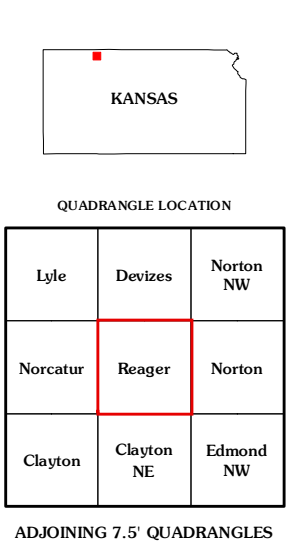 KANSAS
QUADRANGLE LOCATION
Lyle
Devizes
Norton
NW
Norcatur
Reager
Norton
Clayton
Clayton
NE
Edmond
NW
ADJOINING 7.5' QUADRANGLES